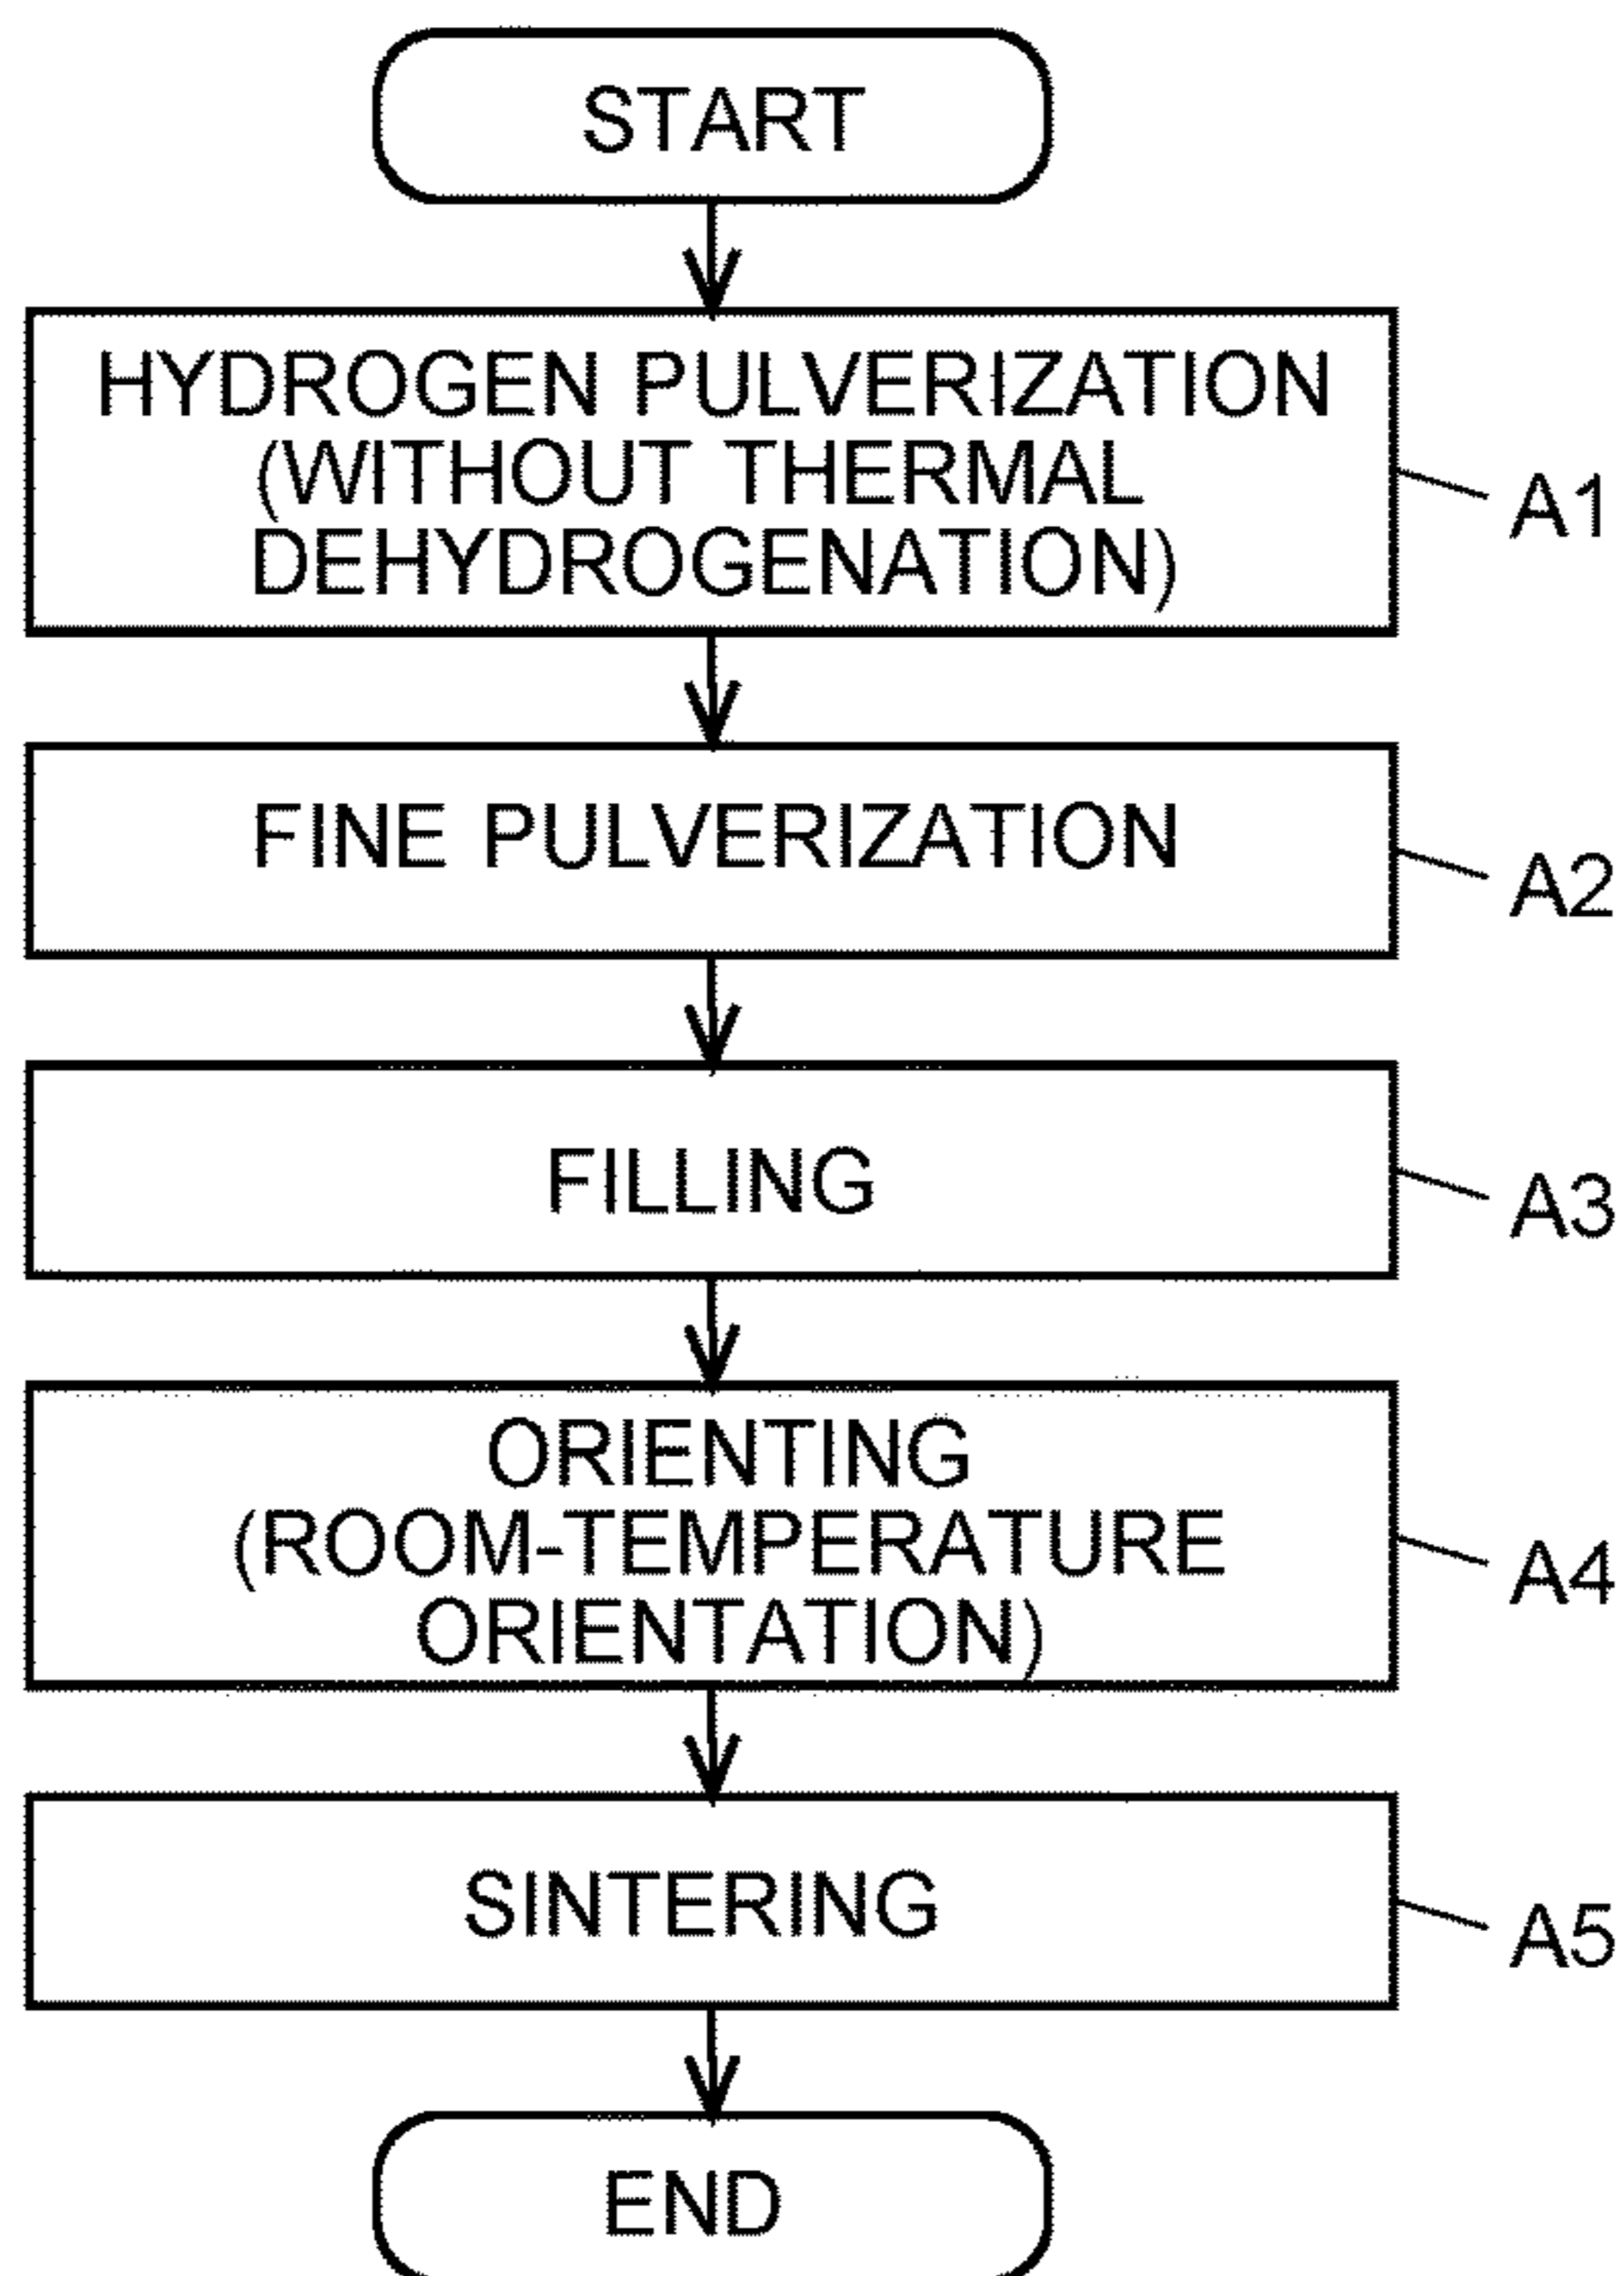 START
HYDROGEN PULVERIZATION
(WITHOUT THERMAL
DEHYDROGENATION)
A1
FINE PULVERIZATION
A2
FILLING
A3
ORIENTING
(ROOM-TEMPERATURE
ORIENTATION)
A4
SINTERING
A5
END